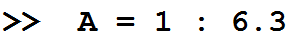 >> A = 1 : 6.3